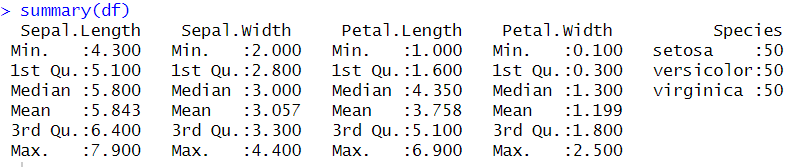 > summary(df)
  Sepal.Length    Sepal.Width     Petal.Length    Petal.Width          Species
 Min.   :4.300   Min.   :2.000   Min.   :1.000   Min.   :0.100   setosa    :50
 1st Qu.:5.100   1st Qu.:2.800   1st Qu.:1.600   1st Qu.:0.300   versicolor:50
 Median :5.800   Median :3.000   Median :4.350   Median :1.300   virginica :50
 Mean   :5.843   Mean   :3.057   Mean   :3.758   Mean   :1.199
 3rd Qu.:6.400   3rd Qu.:3.300   3rd Qu.:5.100   3rd Qu.:1.800
 Max.   :7.900   Max.   :4.400   Max.   :6.900   Max.   :2.500